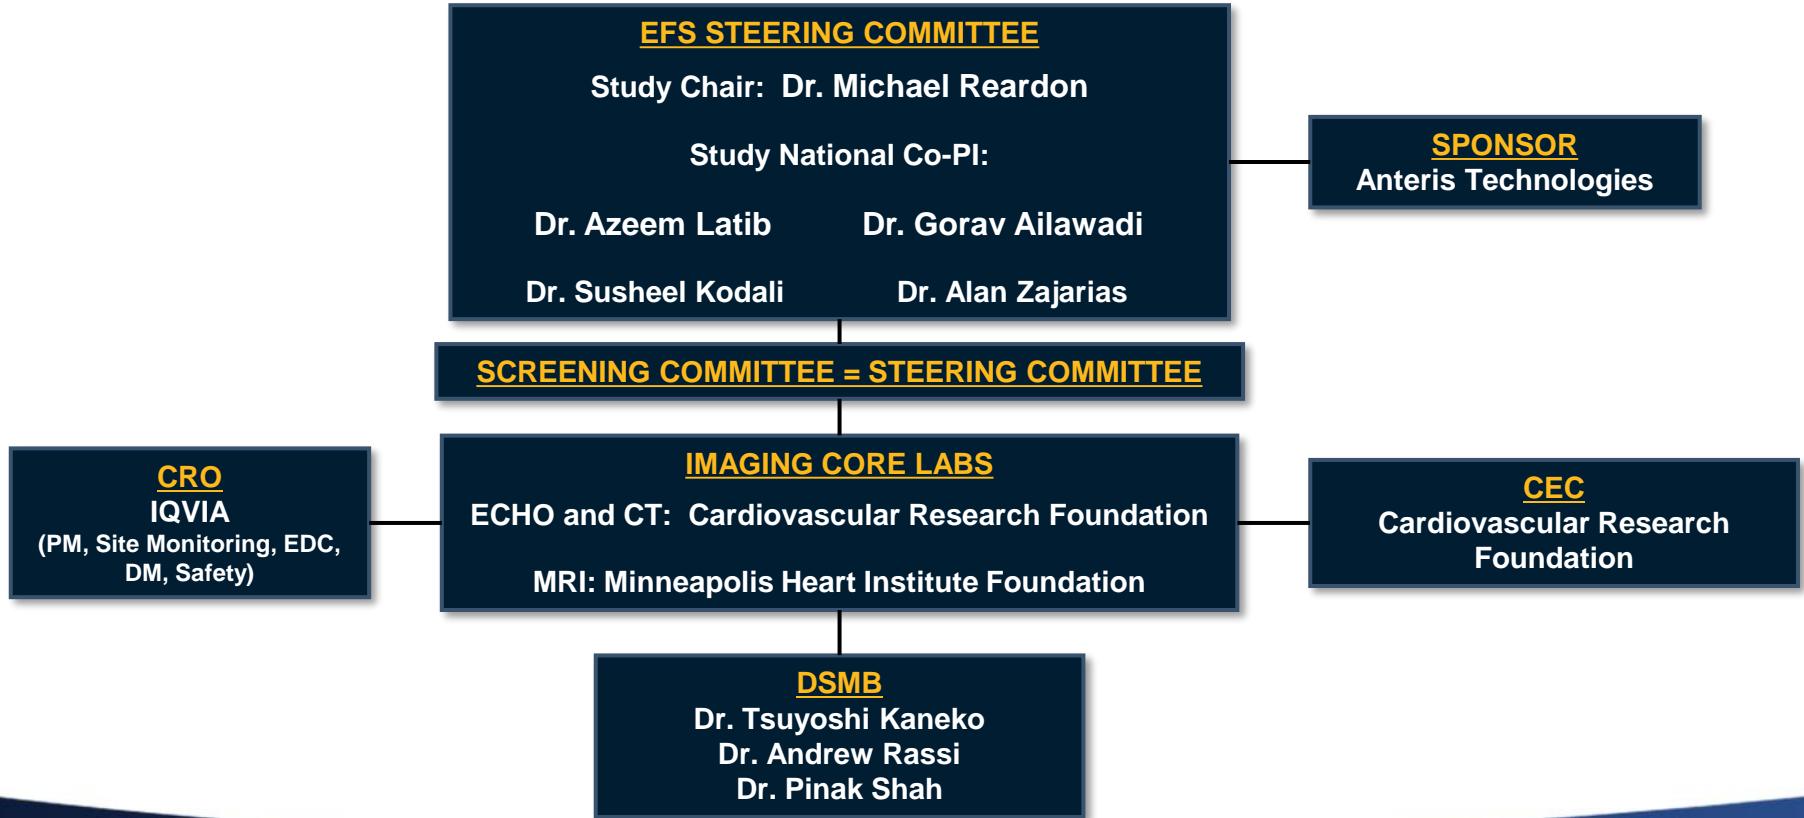 EFS STEERING COMMITTEE
Study Chair: Dr. Michael Reardon
Study National Co-PI:
Dr. Azeem Latib Dr. Gorav Ailawadi
Dr. Susheel Kodali Dr. Alan Zajarias
SPONSOR
Anteris Technologies
SCREENING COMMITTEE = STEERING COMMITTEE
CRO
IQVIA
(PM, Site Monitoring, EDC,
DM, Safety)
IMAGING CORE LABS
ECHO and CT: Cardiovascular Research Foundation
MRI: Minneapolis Heart Institute Foundation
CEC
Cardiovascular Research
Foundation
DSMB
Dr. Tsuyoshi Kaneko
Dr. Andrew Rassi
Dr. Pinak Shah